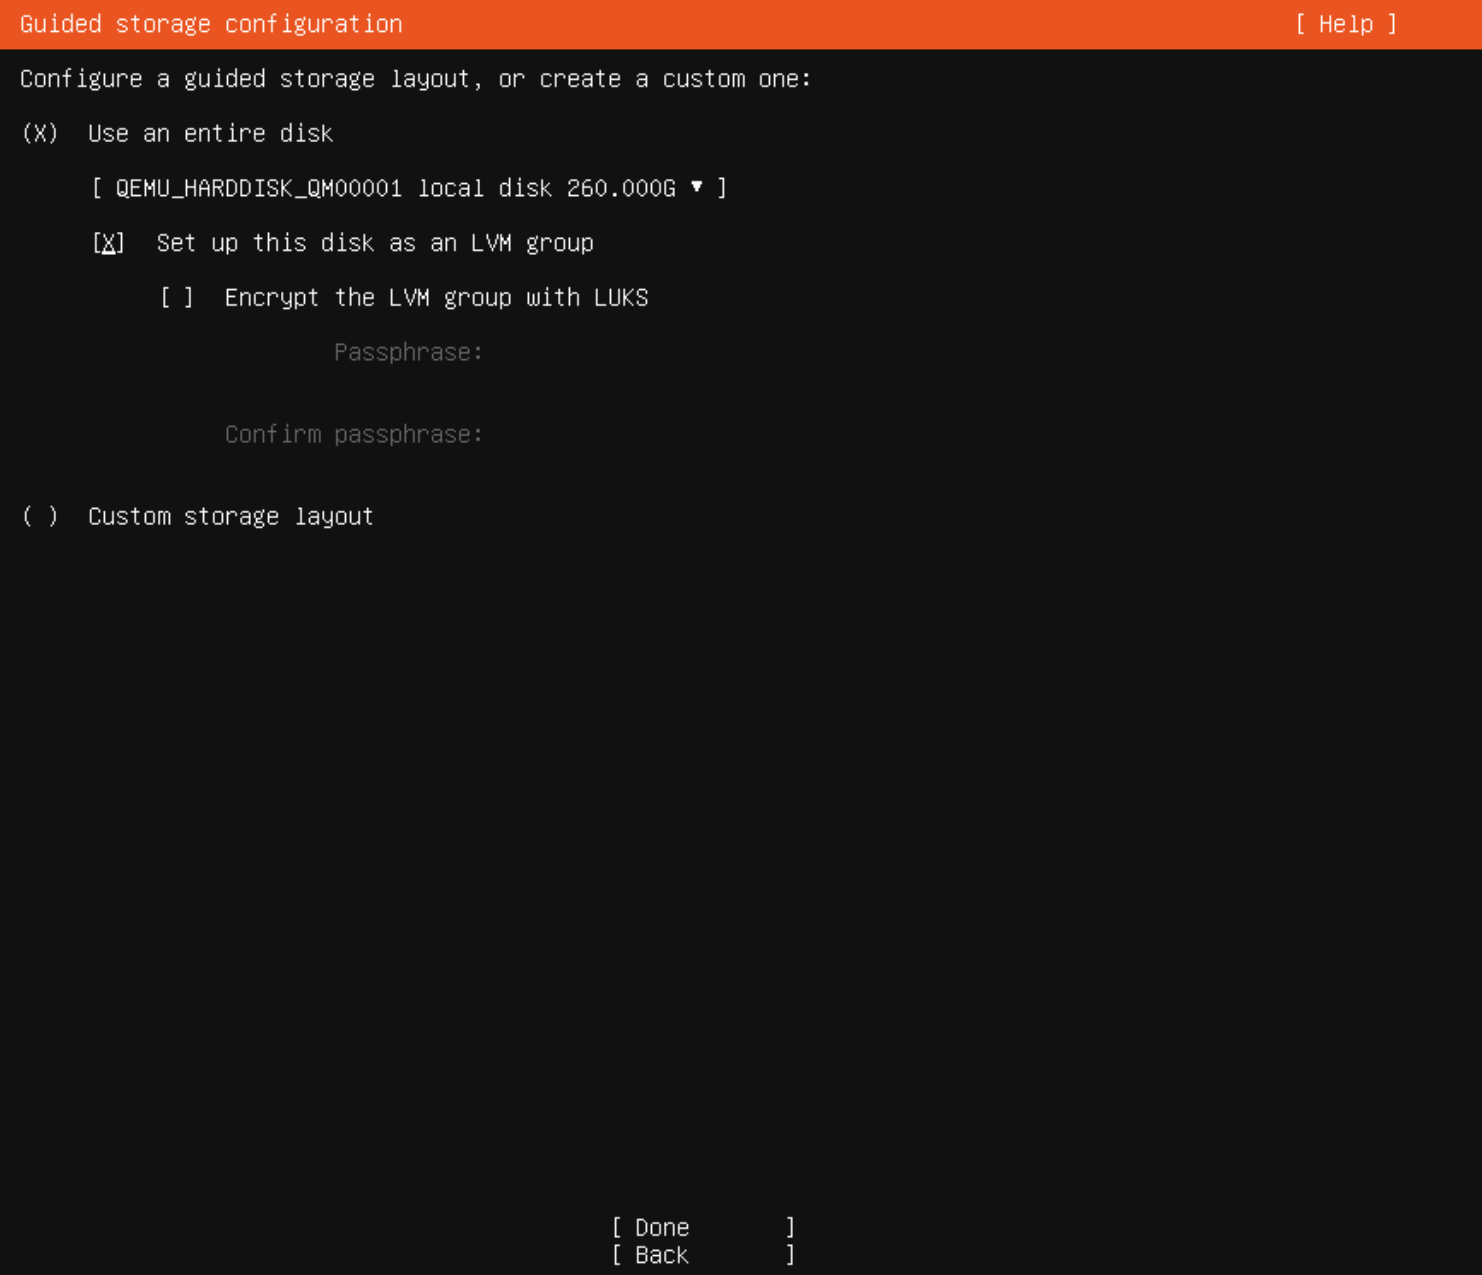 Guided storage configuration [ Help ]
Configure a guided storage layout, or create a custom one:
(X) Use an entire disk
[ QEMU_HARDDISK_QM00001 local disk 260.000G ▾ ]
[X] Set up this disk as an LVM group
[ ] Encrypt the LVM group with LUKS
Passphrase:
Confirm passphrase:
( ) Custom storage layout
[ Done ]
[ Back ]